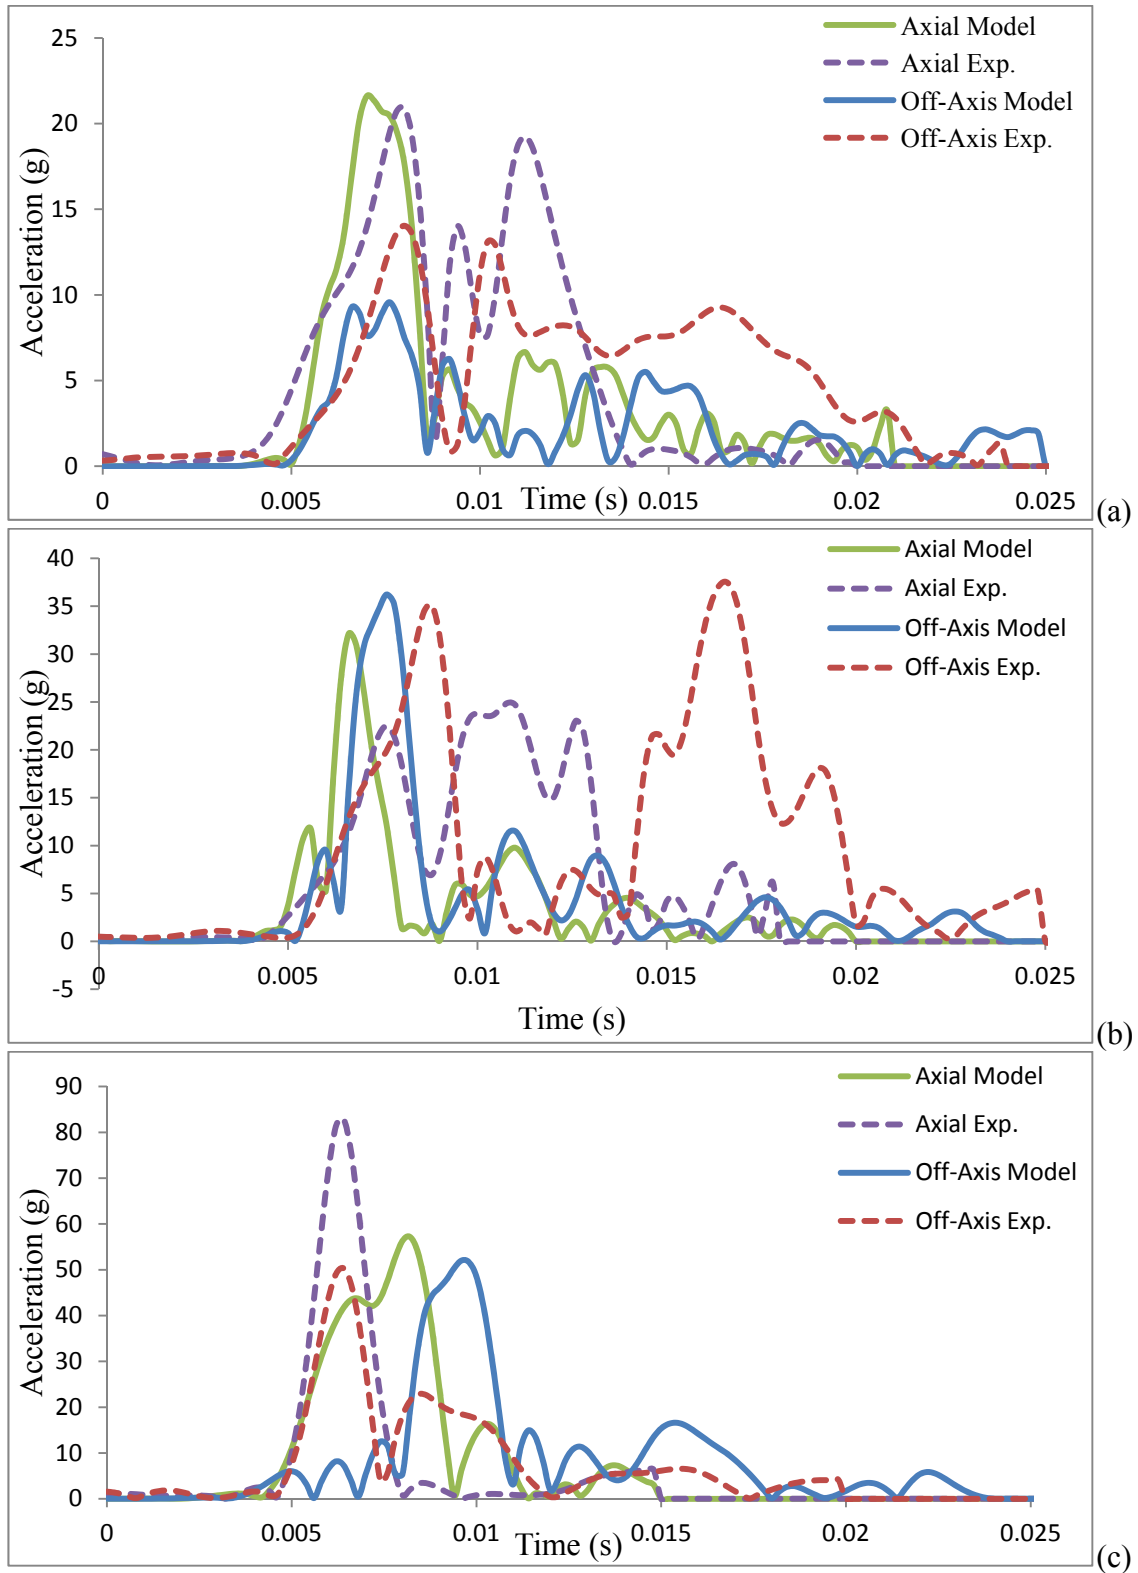 25
20
15
10
5
0
Acceleration (g)
Axial Model
Axial Exp.
Off-Axis Model
Off-Axis Exp.
0 0.005 0.01 0.015 0.02 0.025
Time (s)
(a)
40
35
30
25
20
15
10
5
0
-5
Acceleration (g)
Axial Model
Axial Exp.
Off-Axis Model
Off-Axis Exp.
0 0.005 0.01 0.015 0.02 0.025
Time (s)
(b)
90
80
70
60
50
40
30
20
10
0
Acceleration (g)
Axial Model
Axial Exp.
Off-Axis Model
Off-Axis Exp.
0 0.005 0.01 0.015 0.02 0.025
Time (s)
(c)